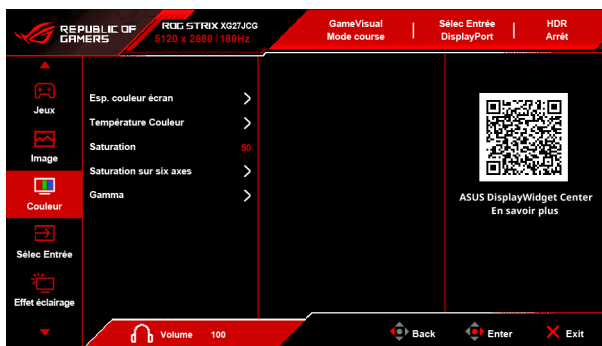 REPUBLIC OF
GAMERS
ROG STRIX XG27JCG
5120 x 2880 | 180Hz
GameVisual
Mode course
Sélec Entrée
DisplayPort
HDR
Arrêt
Jeux
Image
Couleur
Sélec Entrée
Effet éclairage
Esp. couleur écran
Température Couleur
Saturation 50
Saturation sur six axes
Gamma
ASUS DisplayWidget Center
En savoir plus
Volume 100
Back
Enter
Exit